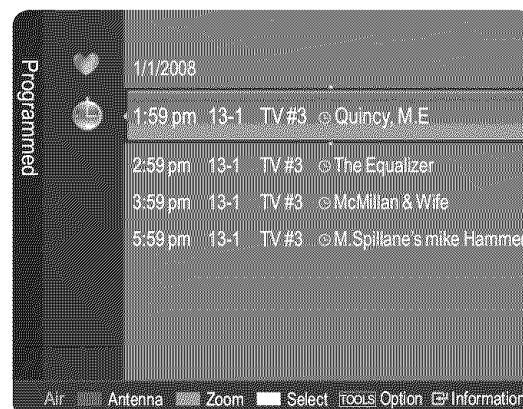 Programmed
1/1/2008
1:59 pm 13-1 TV #3 Quincy, M.E
2:59 pm 13-1 TV #3 The Equalizer
3:59 pm 13-1 TV #3 McMillan & Wife
5:59 pm 13-1 TV #3 M.Spillane's mike Hammer
Air Antenna Zoom Select TOOLS Option Information